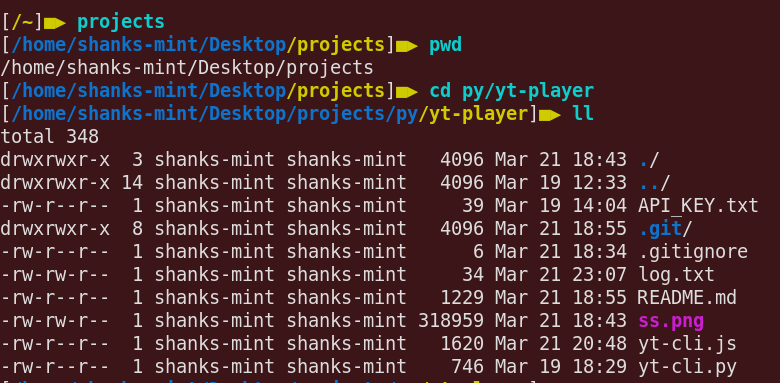 [/~]■▶ projects
[/home/shanks-mint/Desktop/projects]■▶ pwd
/home/shanks-mint/Desktop/projects
[/home/shanks-mint/Desktop/projects]■▶ cd py/yt-player
[/home/shanks-mint/Desktop/projects/py/yt-player]■▶ ll
total 348
drwxrwxr-x  3 shanks-mint shanks-mint   4096 Mar 21 18:43 ./
drwxrwxr-x 14 shanks-mint shanks-mint   4096 Mar 19 12:33 ../
-rw-r--r--  1 shanks-mint shanks-mint     39 Mar 19 14:04 API_KEY.txt
drwxrwxr-x  8 shanks-mint shanks-mint   4096 Mar 21 18:55 .git/
-rw-r--r--  1 shanks-mint shanks-mint      6 Mar 21 18:34 .gitignore
-rw-rw-r--  1 shanks-mint shanks-mint     34 Mar 21 23:07 log.txt
-rw-r--r--  1 shanks-mint shanks-mint   1229 Mar 21 18:55 README.md
-rw-rw-r--  1 shanks-mint shanks-mint 318959 Mar 21 18:43 ss.png
-rw-r--r--  1 shanks-mint shanks-mint   1620 Mar 21 20:48 yt-cli.js
-rw-r--r--  1 shanks-mint shanks-mint    746 Mar 19 18:29 yt-cli.py